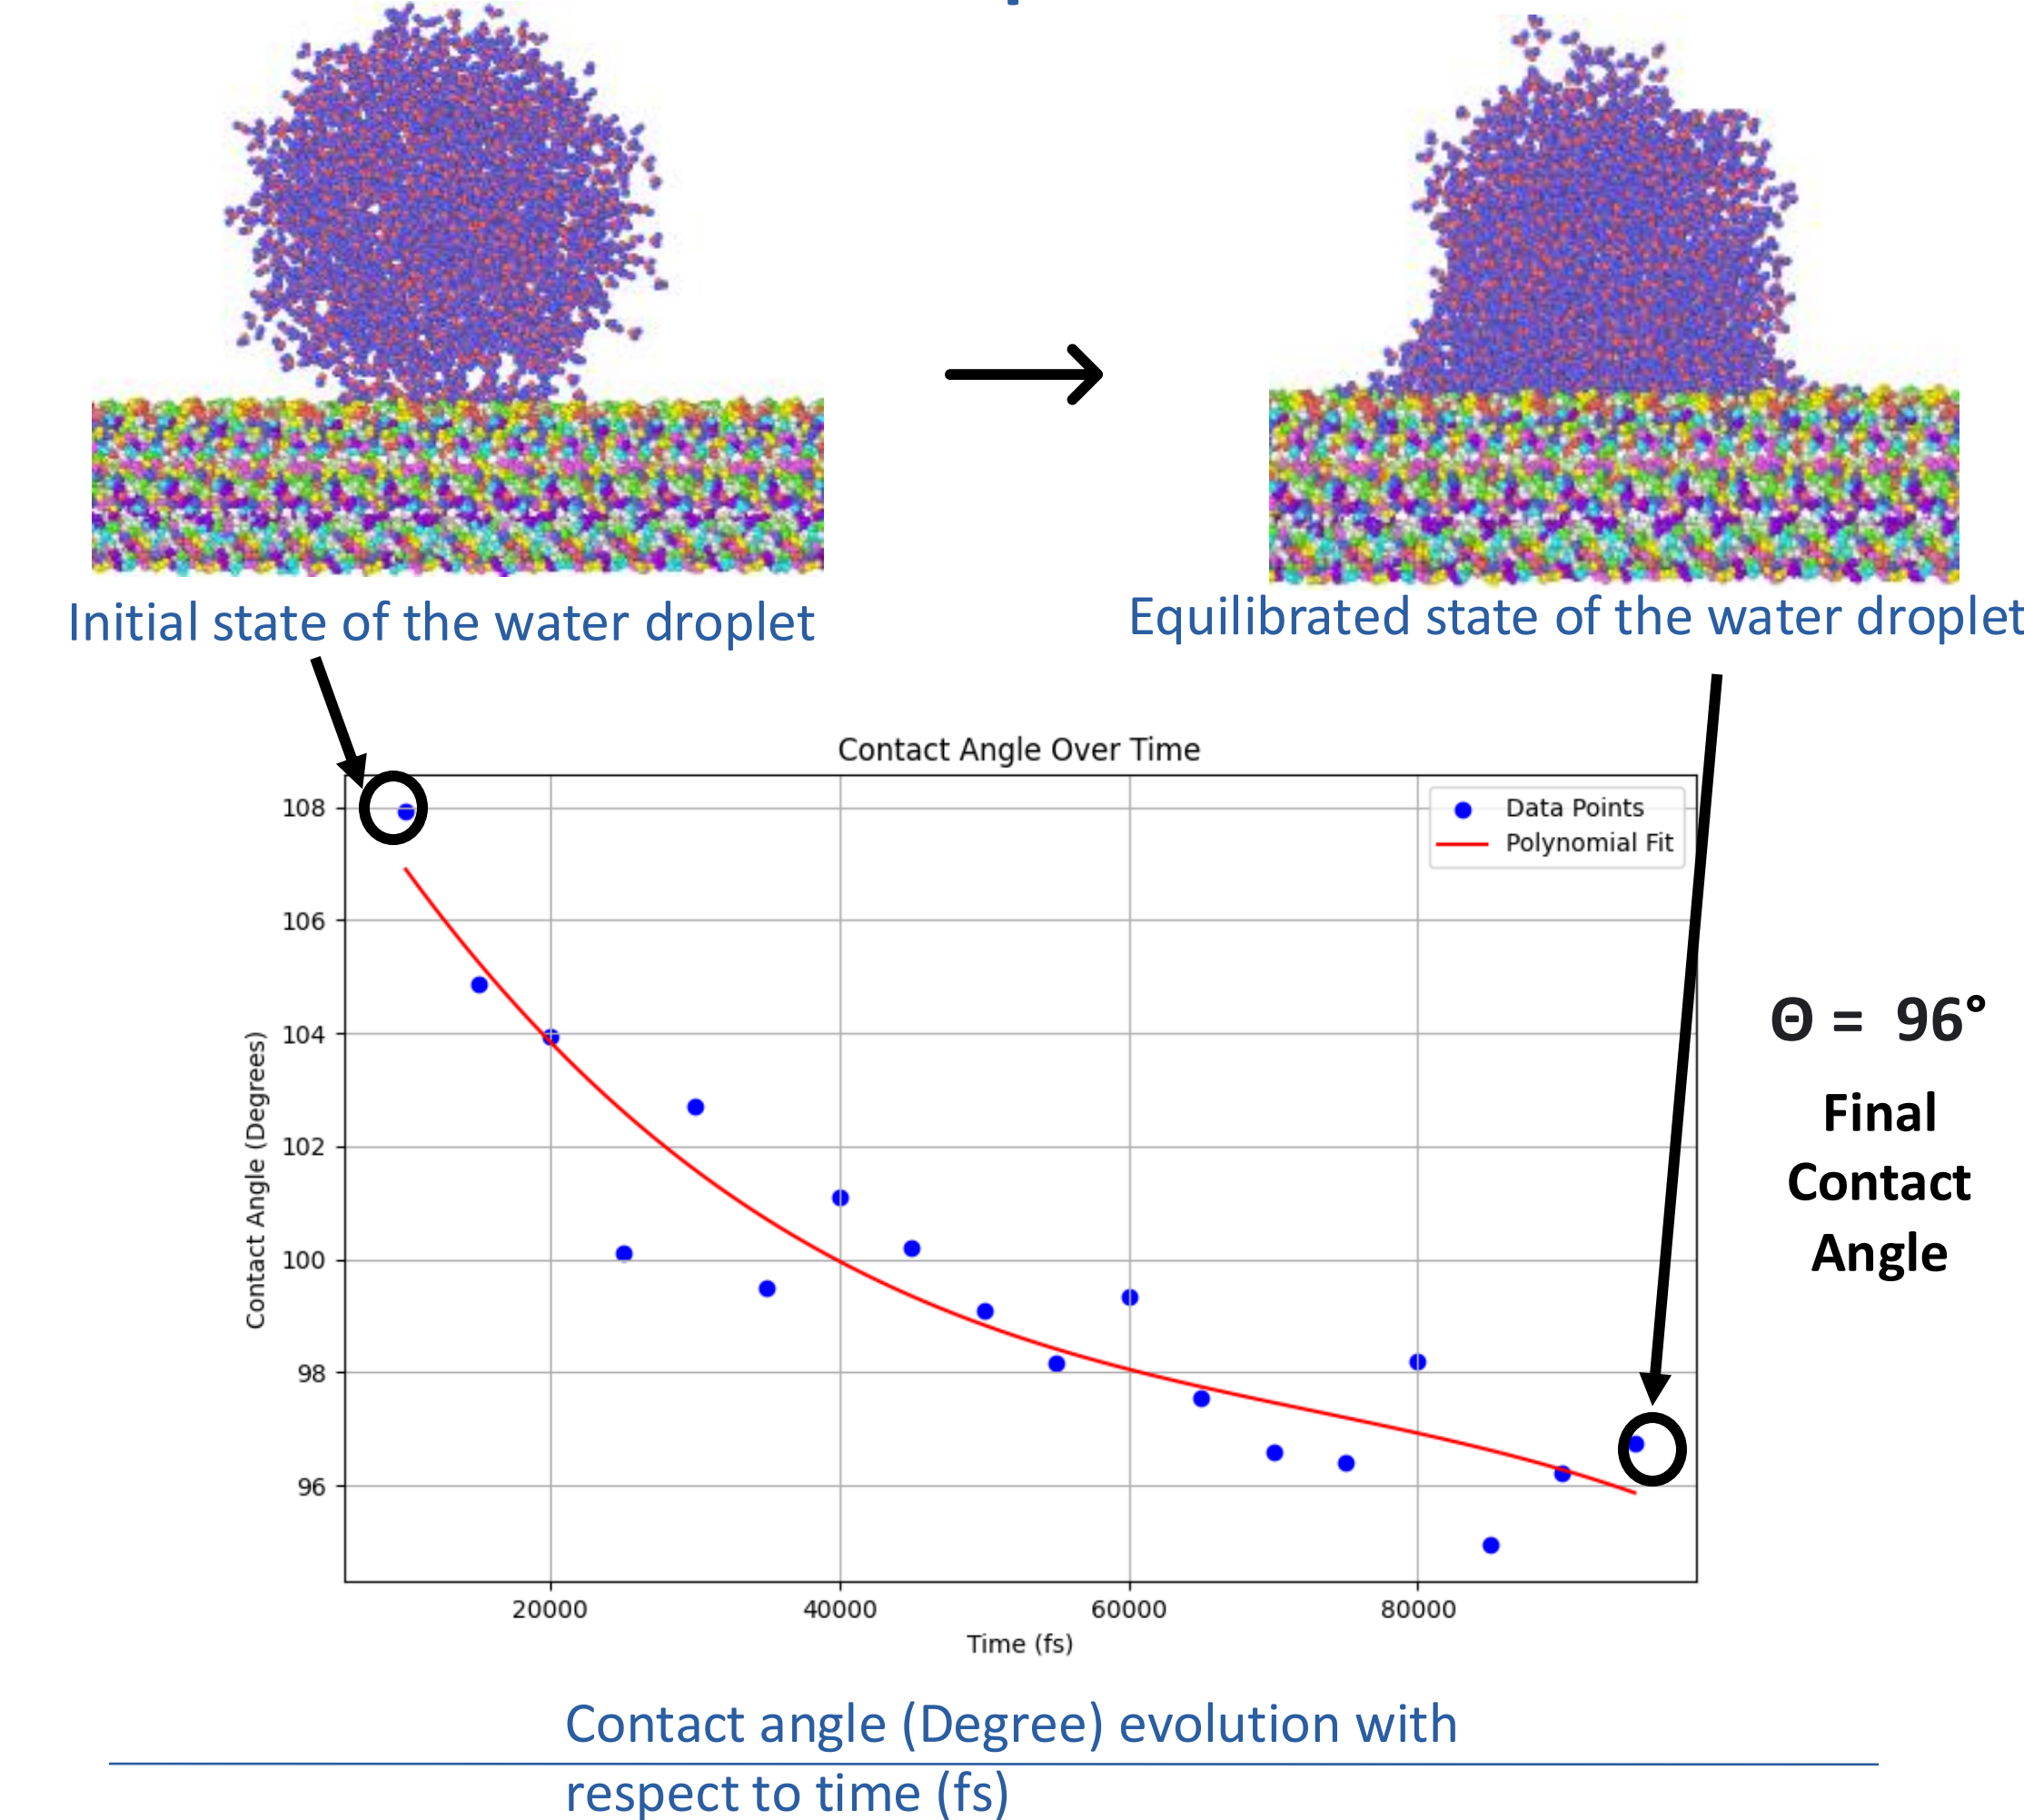 Initial state of the water droplet
Equilibrated state of the water droplet
Contact Angle Over Time
Data Points
Polynomial Fit
108
106
104
102
100
98
96
Contact Angle (Degrees)
20000
40000
60000
80000
Time (fs)
Θ = 96°
Final
Contact
Angle
Contact angle (Degree) evolution with
respect to time (fs)